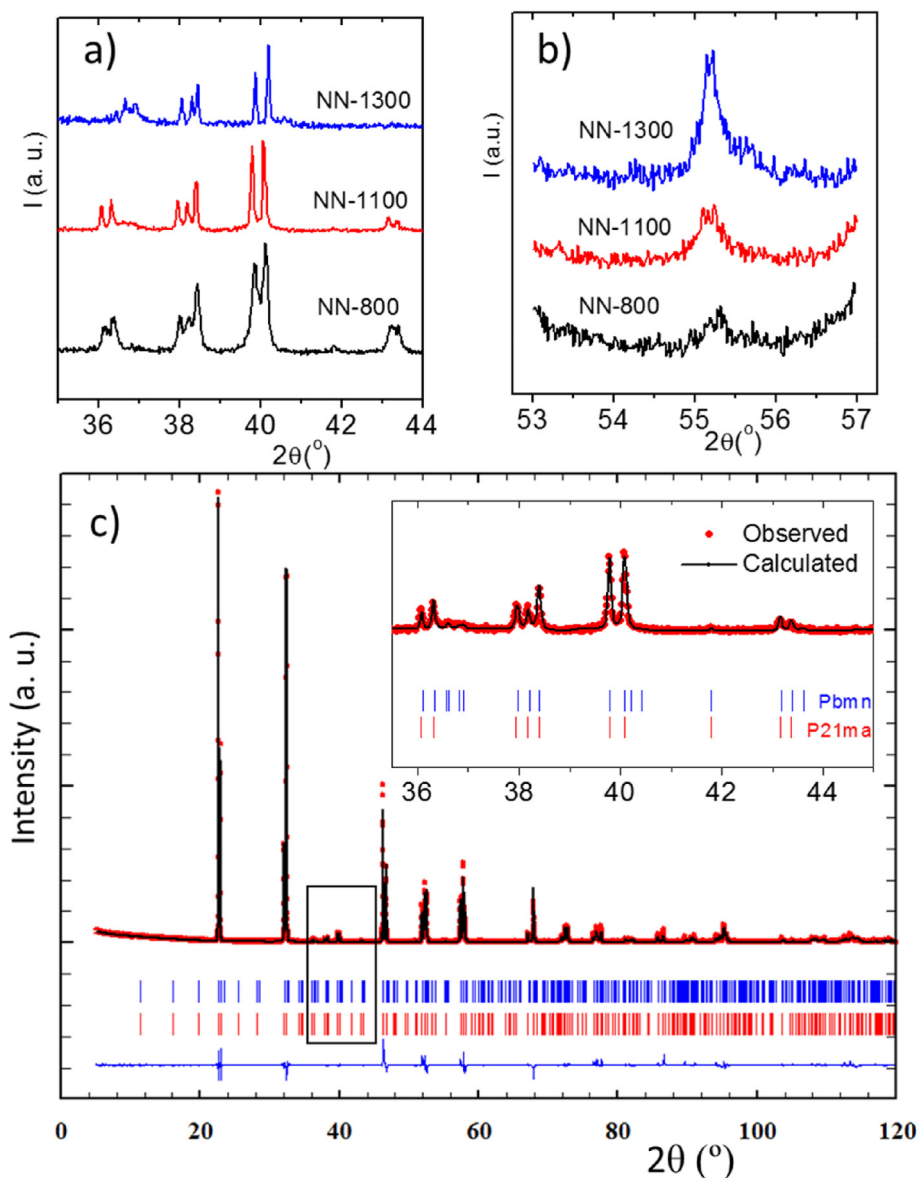 a)
NN-1300
NN-1100
NN-800
I (a. u.)
36 38 40 42 44
2θ(°)
b)
NN-1300
NN-1100
NN-800
I (a.u.)
53 54 55 56 57
2θ(°)
c)
Observed
Calculated
Pbmn
P21ma
36 38 40 42 44
Intensity (a. u.)
0 20 40 60 80 100 120
2θ (º)